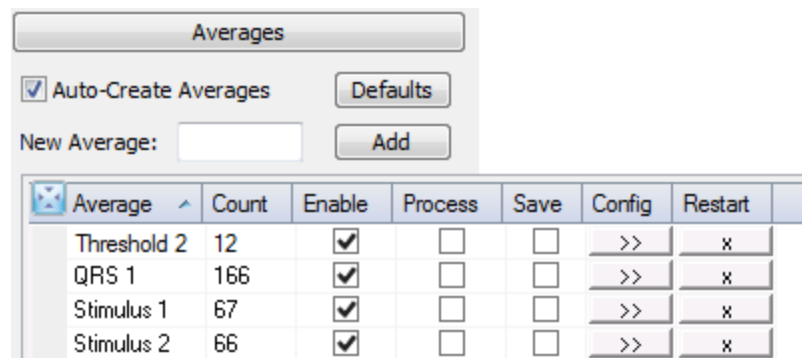 Averages
Auto-Create Averages Defaults
New Average: Add
Average Count Enable Process Save Config Restart
Threshold 2 12 >> x
QRS 1 166 >> x
Stimulus 1 67 >> x
Stimulus 2 66 >> x